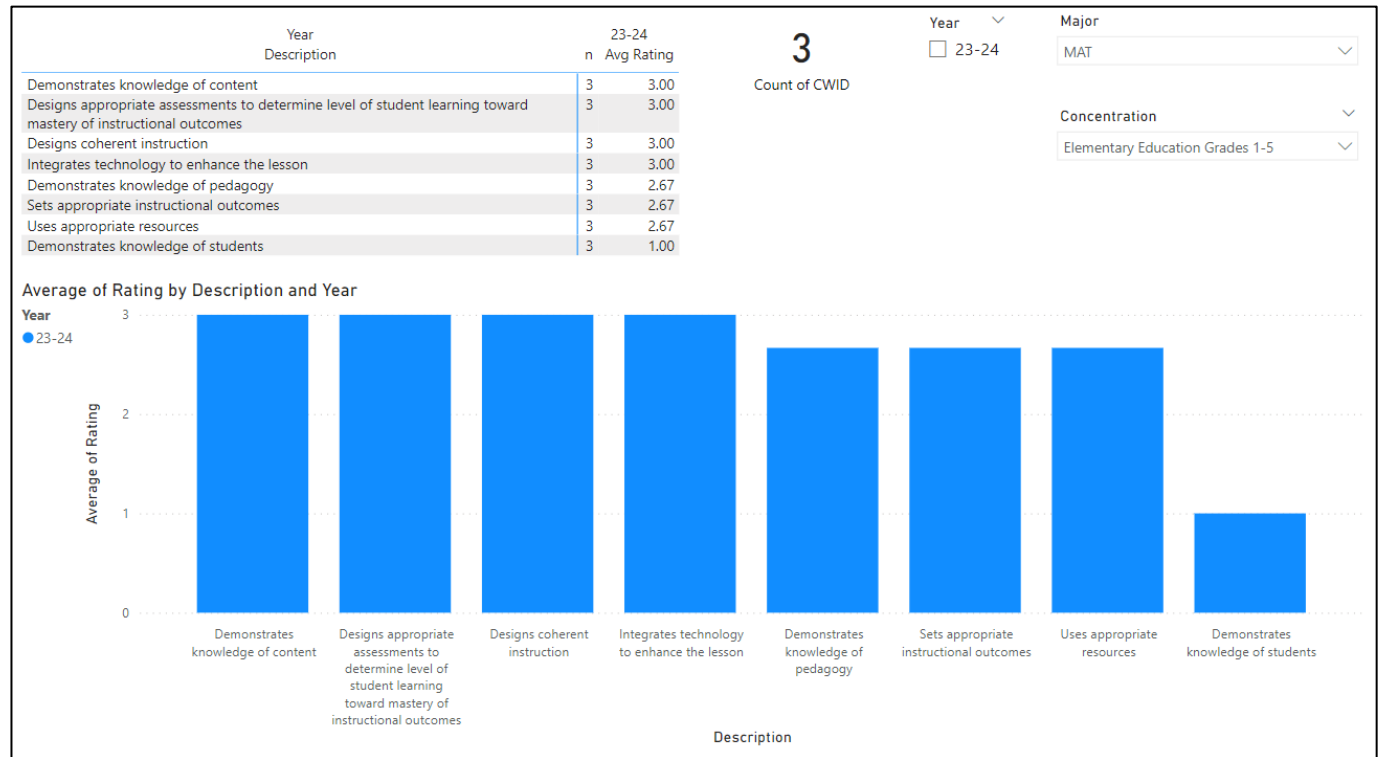 Year 23-24
Description n Avg Rating
Demonstrates knowledge of content 3 3.00
Designs appropriate assessments to determine level of student learning toward 3 3.00
mastery of instructional outcomes
Designs coherent instruction 3 3.00
Integrates technology to enhance the lesson 3 3.00
Demonstrates knowledge of pedagogy 3 2.67
Sets appropriate instructional outcomes 3 2.67
Uses appropriate resources 3 2.67
Demonstrates knowledge of students 3 1.00
3
Count of CWID
Year
23-24
Major
MAT
Concentration
Elementary Education Grades 1-5
Average of Rating by Description and Year
Year
23-24
Average of Rating
3
2
1
0
Demonstrates
knowledge of content
Designs appropriate
assessments to
determine level of
student learning
toward mastery of
instructional outcomes
Designs coherent
instruction
Integrates technology
to enhance the lesson
Demonstrates
knowledge of
pedagogy
Sets appropriate
instructional outcomes
Uses appropriate
resources
Demonstrates
knowledge of students
Description